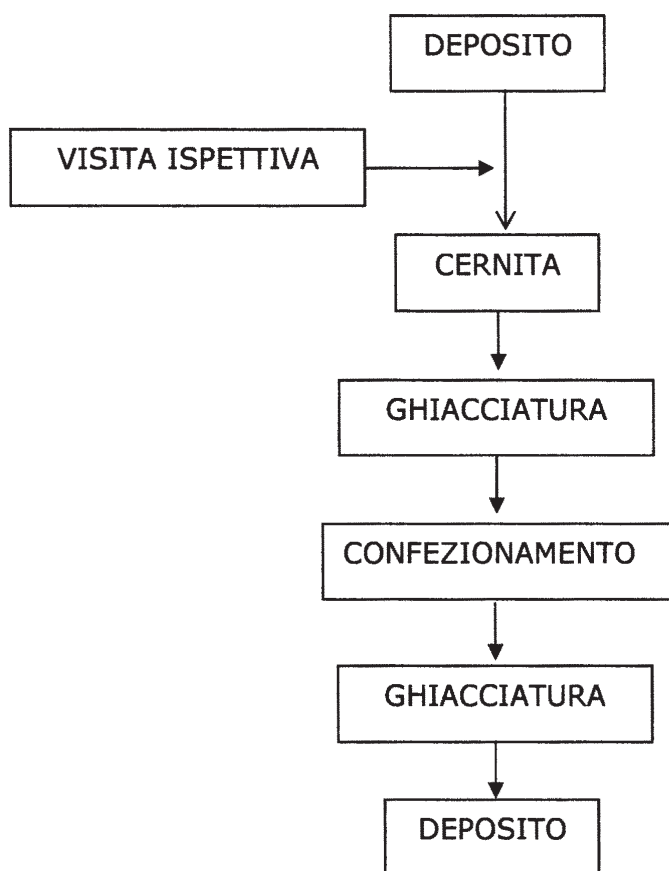 DEPOSITO
VISITA ISPETTIVA
CERNITA
GHIACCIATURA
CONFEZIONAMENTO
GHIACCIATURA
DEPOSITO